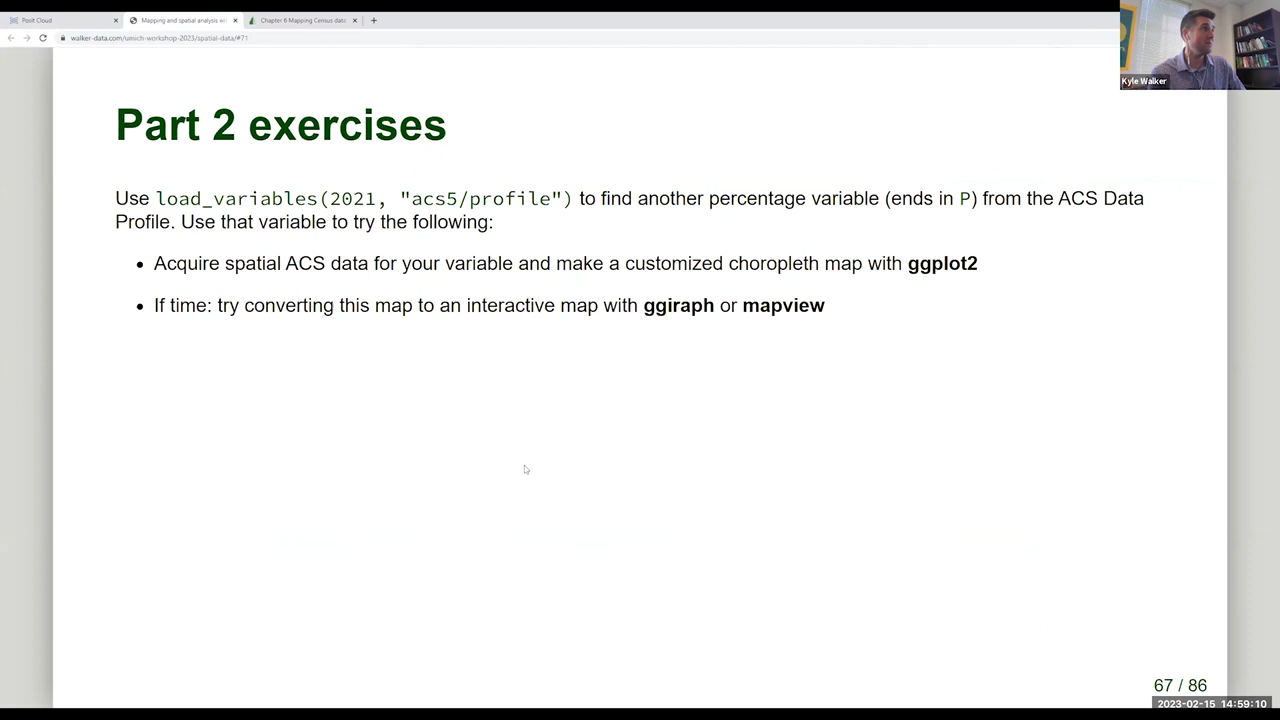 Posit Cloud
Mapping and spatial analysis wi
Chapter 6 Mapping Census data
walker-data.com/umich-workshop-2023/spatial-data/#71
Kyle Walker
Part 2 exercises
Use load_variables(2021, "acs5/profile") to find another percentage variable (ends in P) from the ACS Data
Profile. Use that variable to try the following:
• Acquire spatial ACS data for your variable and make a customized choropleth map with ggplot2
• If time: try converting this map to an interactive map with ggiraph or mapview
67 / 86
2023-02-15 14:59:10